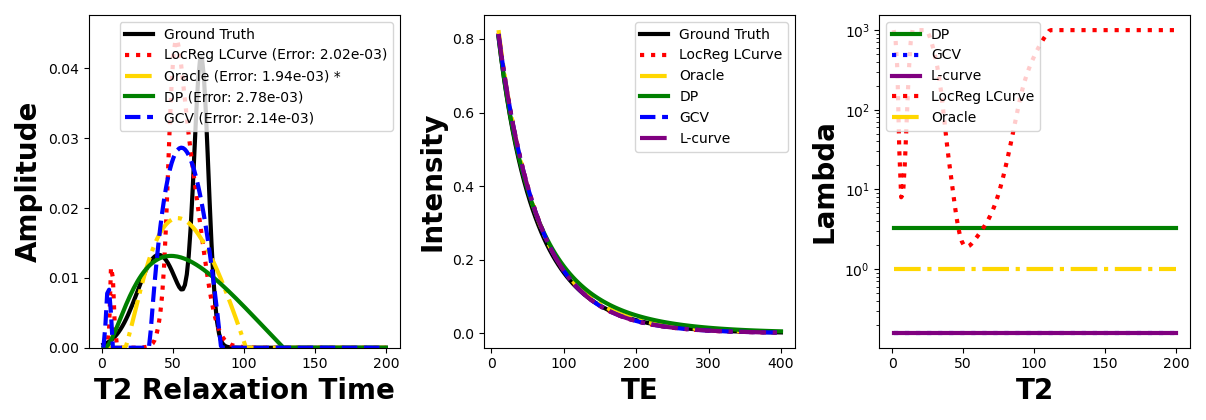 Amplitude
0.04
0.03
0.02
0.01
0.00
Ground Truth
LocReg LCurve (Error: 2.02e-03)
Oracle (Error: 1.94e-03) *
DP (Error: 2.78e-03)
GCV (Error: 2.14e-03)
0 50 100 150 200
T2 Relaxation Time
Intensity
0.8
0.6
0.4
0.2
0.0
Ground Truth
LocReg LCurve
Oracle
DP
GCV
L-curve
0 100 200 300 400
TE
Lambda
10³
10²
10¹
10⁰
DP
GCV
L-curve
LocReg LCurve
Oracle
0 50 100 150 200
T2